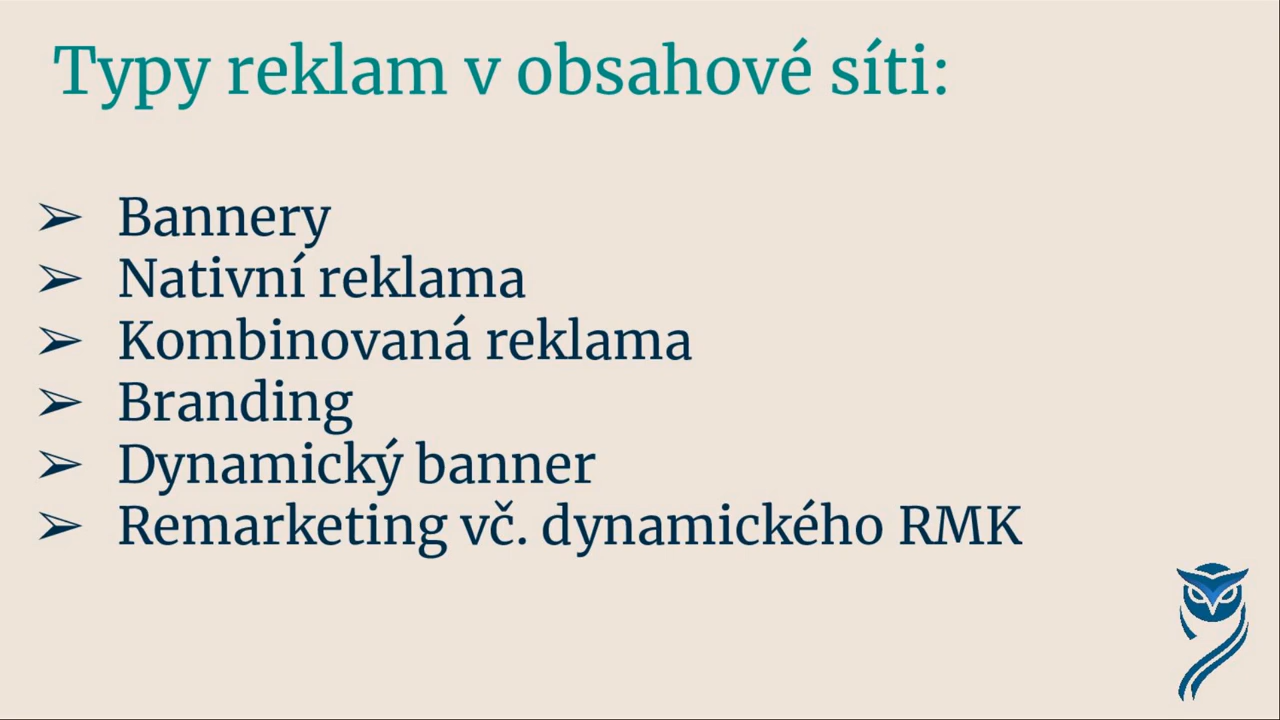 Typy reklam v obsahové síti:
➢ Bannery
➢ Nativní reklama
➢ Kombinovaná reklama
➢ Branding
➢ Dynamický banner
➢ Remarketing vč. dynamického RMK